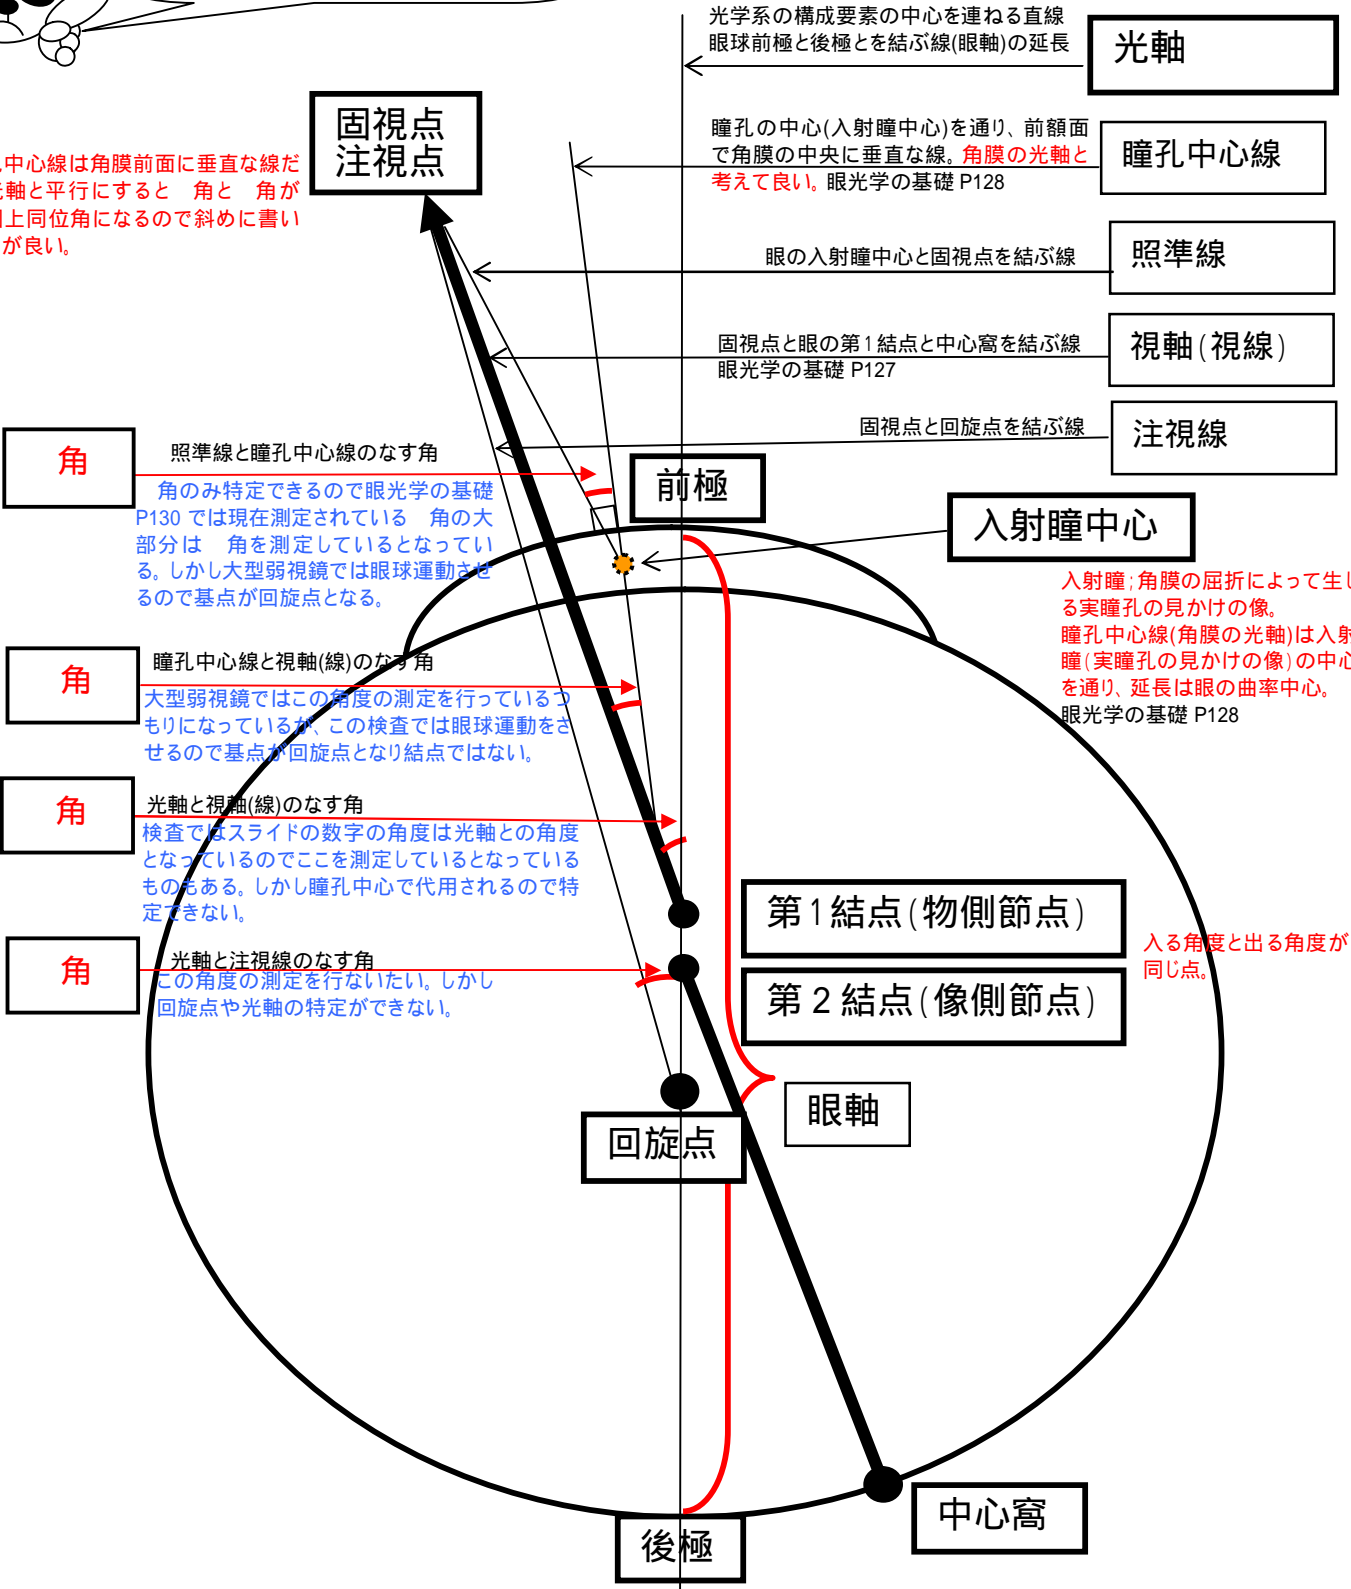 光学系の構成要素の中心を連ねる直線
眼球前極と後極とを結ぶ線(眼軸)の延長
光軸
固視点
注視点
瞳孔の中心(入射瞳中心)を通り、前額面
で角膜の中央に垂直な線。角膜の光軸と
考えて良い。眼光学の基礎 P128
瞳孔中心線
中心線は角膜前面に垂直な線だ
軸と平行にすると 角と 角が
上同位角になるので斜めに書い
が良い。
眼の入射瞳中心と固視点を結ぶ線
照準線
固視点と眼の第1結点と中心窩を結ぶ線
眼光学の基礎 P127
視軸(視線)
固視点と回旋点を結ぶ線
注視線
角
照準線と瞳孔中心線のなす角
角のみ特定できるので眼光学の基礎
P130 では現在測定されている 角の大
部分は 角を測定しているとなってい
る。しかし大型弱視鏡では眼球運動させ
るので基点が回旋点となる。
前極
入射瞳中心
入射瞳;角膜の屈折によって生じ
る実瞳孔の見かけの像。
瞳孔中心線(角膜の光軸)は入射
瞳(実瞳孔の見かけの像)の中心
を通り、延長は眼の曲率中心。
眼光学の基礎 P128
角
瞳孔中心線と視軸(線)のなす角
大型弱視鏡ではこの角度の測定を行っているつ
もりになっているが、この検査では眼球運動をさ
せるので基点が回旋点となり結点ではない。
角
光軸と視軸(線)のなす角
検査ではスライドの数字の角度は光軸との角度
となっているのでここを測定しているとなっている
ものもある。しかし瞳孔中心で代用されるので特
定できない。
第1結点(物側節点)
角
光軸と注視線のなす角
この角度の測定を行ないたい。しかし
回旋点や光軸の特定ができない。
第2結点(像側節点)
入る角度と出る角度が
同じ点。
眼軸
回旋点
中心窩
後極